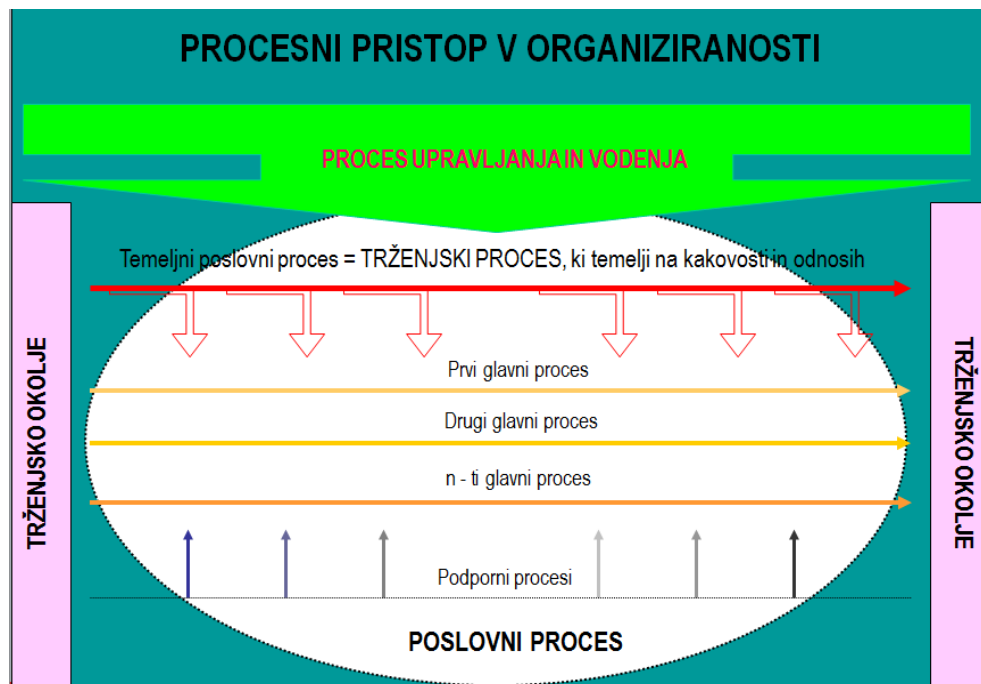 PROCESNI PRISTOP V ORGANIZIRANOSTI
PROCES UPRAVLJANJA IN VODENJA
Temeljni poslovni proces = TRŽENJSKI PROCES, ki temelji na kakovosti in odnosih
TRŽENJSKO OKOLJE
Prvi glavni proces
Drugi glavni proces
n - ti glavni proces
Podporni procesi
POSLOVNI PROCES
TRŽENJSKO OKOLJE